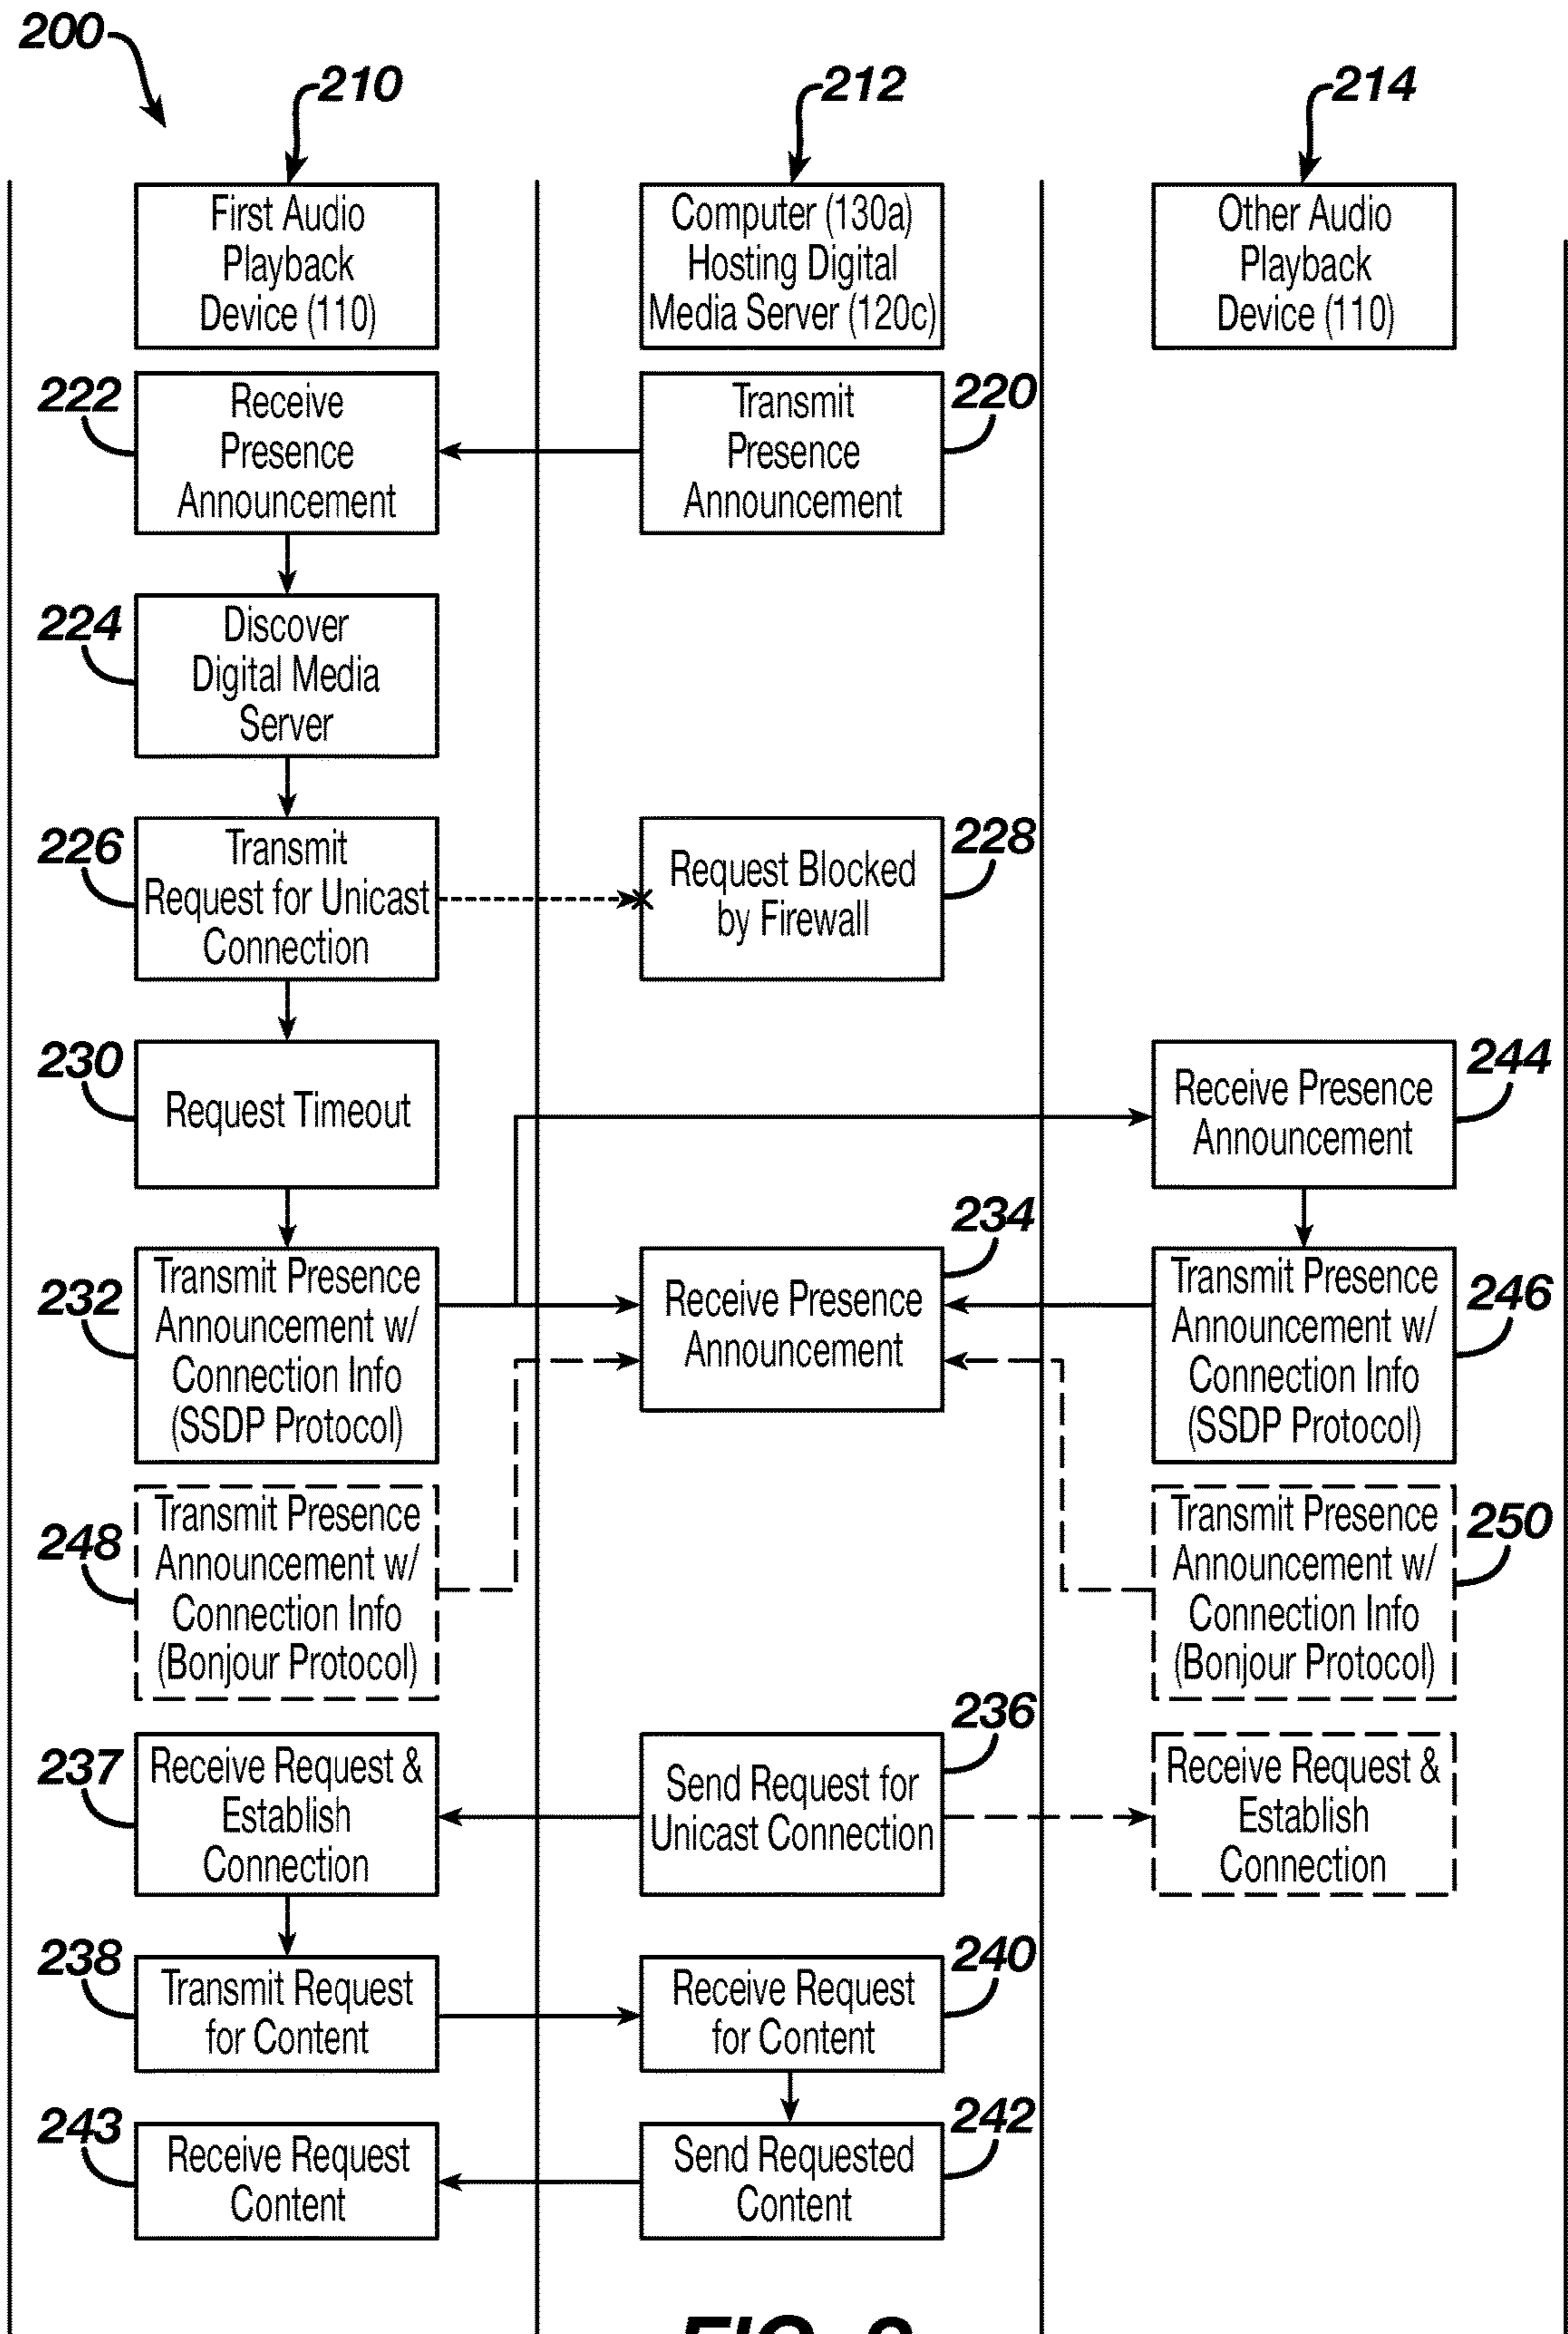 200
210
212
214
First Audio
Playback
Device (110)
Computer (130a)
Hosting Digital
Media Server (120c)
Other Audio
Playback
Device (110)
222
Receive
Presence
Announcement
Transmit
Presence
Announcement
220
224
Discover
Digital Media
Server
226
Transmit
Request for Unicast
Connection
Request Blocked
by Firewall
228
230
Request Timeout
Receive Presence
Announcement
244
232
Transmit Presence
Announcement w/
Connection Info
(SSDP Protocol)
234
Receive Presence
Announcement
Transmit Presence
Announcement w/
Connection Info
(SSDP Protocol)
246
248
Transmit Presence
Announcement w/
Connection Info
(Bonjour Protocol)
Transmit Presence
Announcement w/
Connection Info
(Bonjour Protocol)
250
237
Receive Request &
Establish
Connection
236
Send Request for
Unicast Connection
Receive Request &
Establish
Connection
238
Transmit Request
for Content
Receive Request
for Content
240
243
Receive Request
Content
Send Requested
Content
242
FIG.